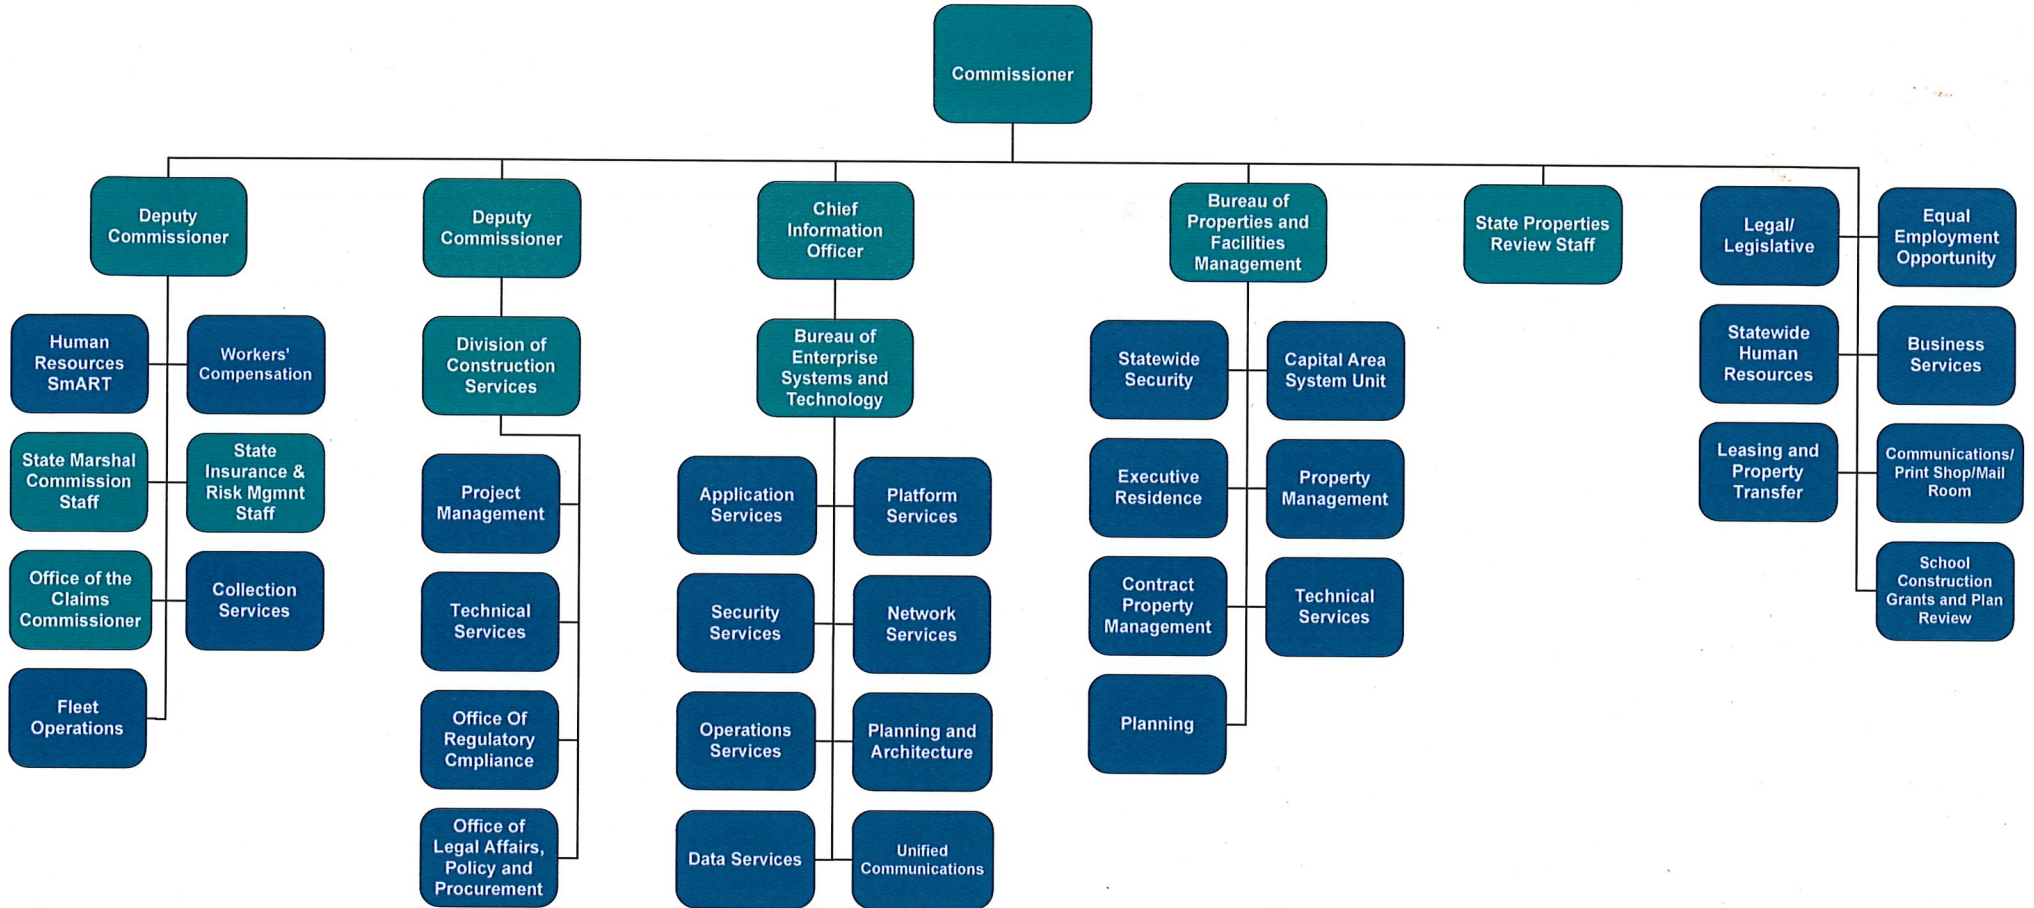 Commissioner
Deputy
Commissioner
Deputy
Commissioner
Chief
Information
Officer
Bureau of
Properties and
Facilities
Management
State Properties
Review Staff
Legal/
Legislative
Equal
Employment
Opportunity
Human
Resources
SmART
Workers'
Compensation
Division of
Construction
Services
Bureau of
Enterprise
Systems and
Technology
Statewide
Security
Capital Area
System Unit
Statewide
Human
Resources
Business
Services
State Marshal
Commission
Staff
State
Insurance &
Risk Mgmnt
Staff
Project
Management
Application
Services
Platform
Services
Executive
Residence
Property
Management
Leasing and
Property
Transfer
Communications/
Print Shop/Mail
Room
Office of the
Claims
Commissioner
Collection
Services
Technical
Services
Security
Services
Network
Services
Contract
Property
Management
Technical
Services
School
Construction
Grants and Plan
Review
Fleet
Operations
Office Of
Regulatory
Cmpliance
Operations
Services
Planning and
Architecture
Planning
Office of
Legal Affairs,
Policy and
Procurement
Data Services
Unified
Communications